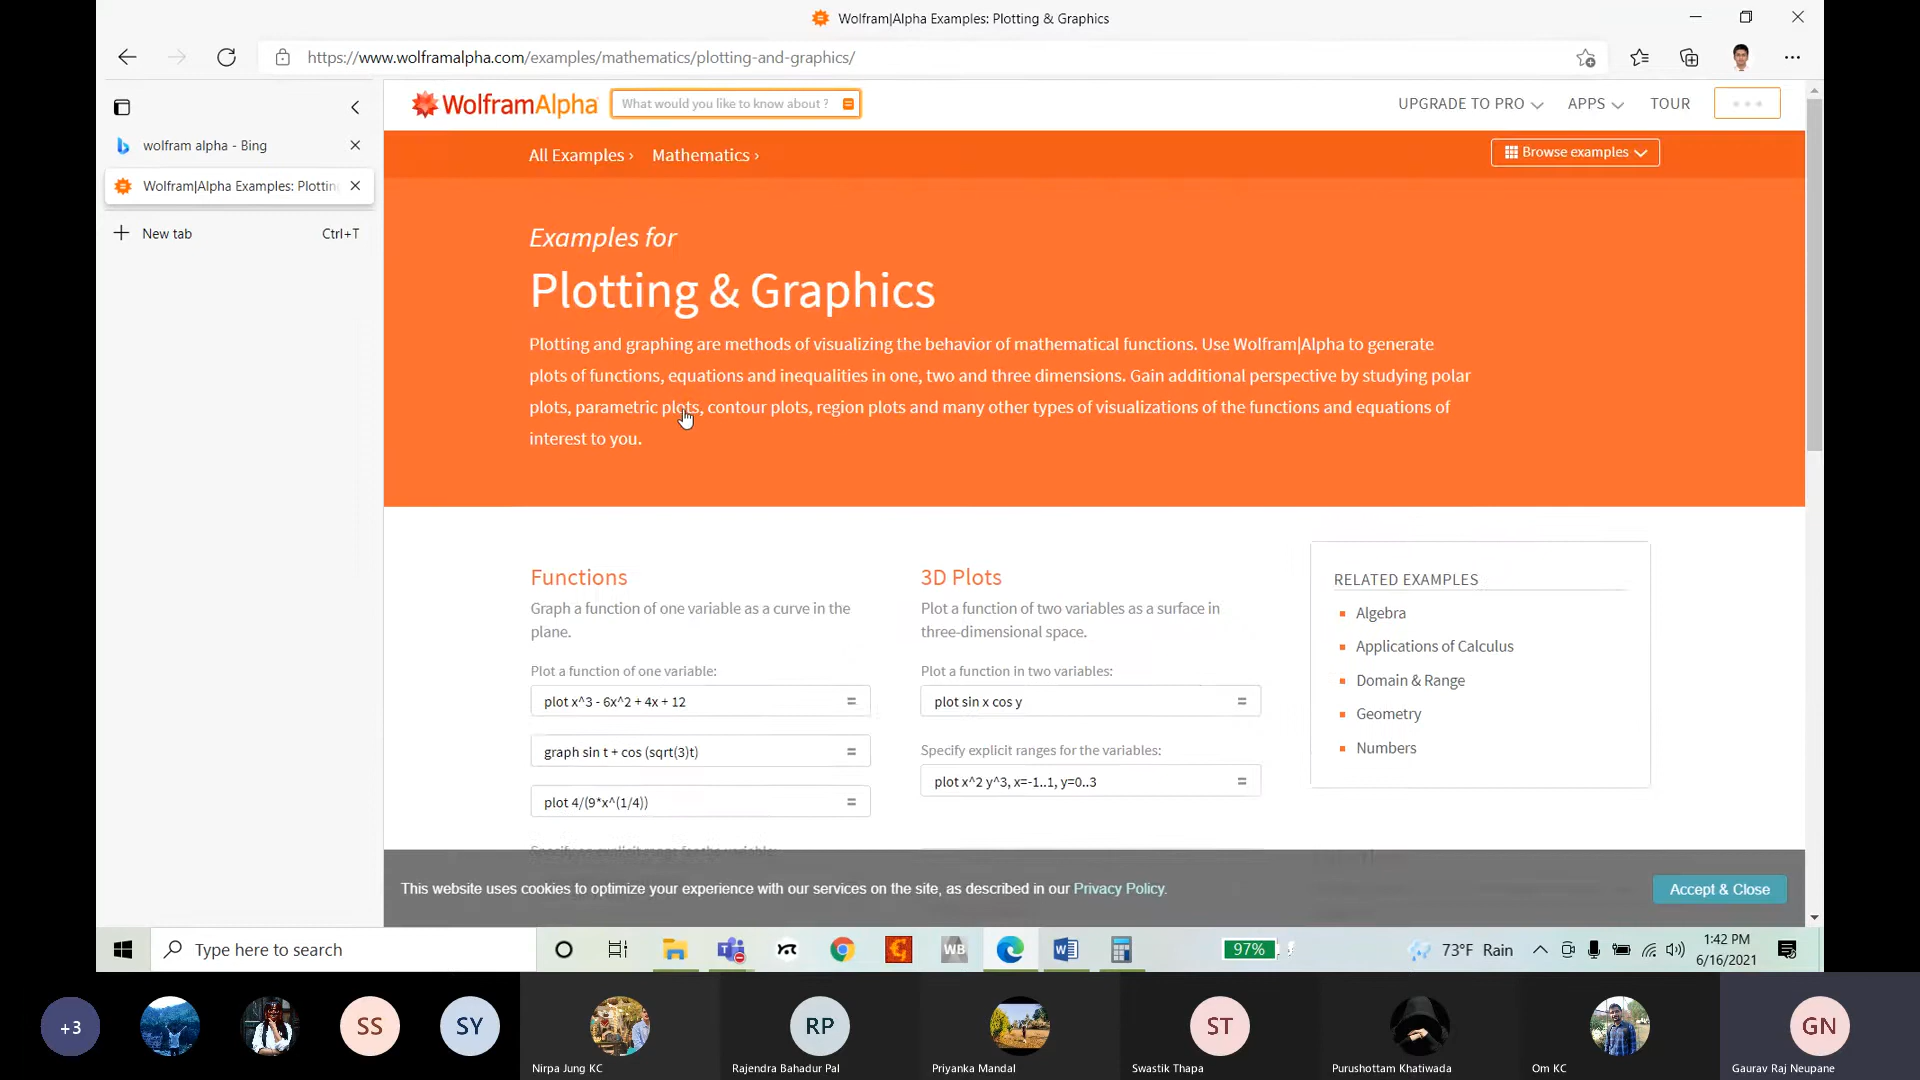 Wolfram|Alpha Examples: Plotting & Graphics
https://www.wolframalpha.com/examples/mathematics/plotting-and-graphics/
wolfram alpha - Bing
Wolfram|Alpha Examples: Plottin
New tab
Ctrl+T
WolframAlpha
What would you like to know about ?
UPGRADE TO PRO
APPS
TOUR
All Examples ›
Mathematics ›
Browse examples
Examples for
Plotting & Graphics
Plotting and graphing are methods of visualizing the behavior of mathematical functions. Use Wolfram|Alpha to generate
plots of functions, equations and inequalities in one, two and three dimensions. Gain additional perspective by studying polar
plots, parametric plots, contour plots, region plots and many other types of visualizations of the functions and equations of
interest to you.
Functions
Graph a function of one variable as a curve in the
plane.
Plot a function of one variable:
plot x^3 - 6x^2 + 4x + 12
graph sin t + cos (sqrt(3)t)
plot 4/(9*x^(1/4))
Specify an explicit range for the variable:
3D Plots
Plot a function of two variables as a surface in
three-dimensional space.
Plot a function in two variables:
plot sin x cos y
Specify explicit ranges for the variables:
plot x^2 y^3, x=-1..1, y=0..3
RELATED EXAMPLES
Algebra
Applications of Calculus
Domain & Range
Geometry
Numbers
This website uses cookies to optimize your experience with our services on the site, as described in our Privacy Policy.
Accept & Close
Type here to search
WB
97%
73°F Rain
1:42 PM
6/16/2021
+3
SS
SY
Nirpa Jung KC
RP
Rajendra Bahadur Pal
Priyanka Mandal
ST
Swastik Thapa
Purushottam Khatiwada
Om KC
GN
Gaurav Raj Neupane